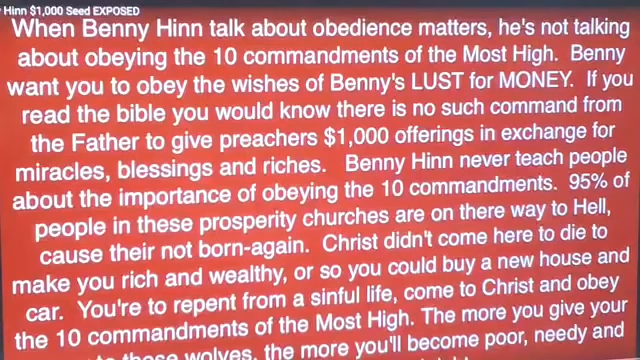 Hinn $1,000 Seed EXPOSED
When Benny Hinn talk about obedience matters, he's not talking
about obeying the 10 commandments of the Most High. Benny
want you to obey the wishes of Benny's LUST for MONEY. If you
read the bible you would know there is no such command from
the Father to give preachers $1,000 offerings in exchange for
miracles, blessings and riches. Benny Hinn never teach people
about the importance of obeying the 10 commandments. 95% of
people in these prosperity churches are on there way to Hell,
cause their not born-again. Christ didn't come here to die to
make you rich and wealthy, or so you could buy a new house and
car. You're to repent from a sinful life, come to Christ and obey
the 10 commandments of the Most High. The more you give your
to these wolves, the more you'll become poor, needy and